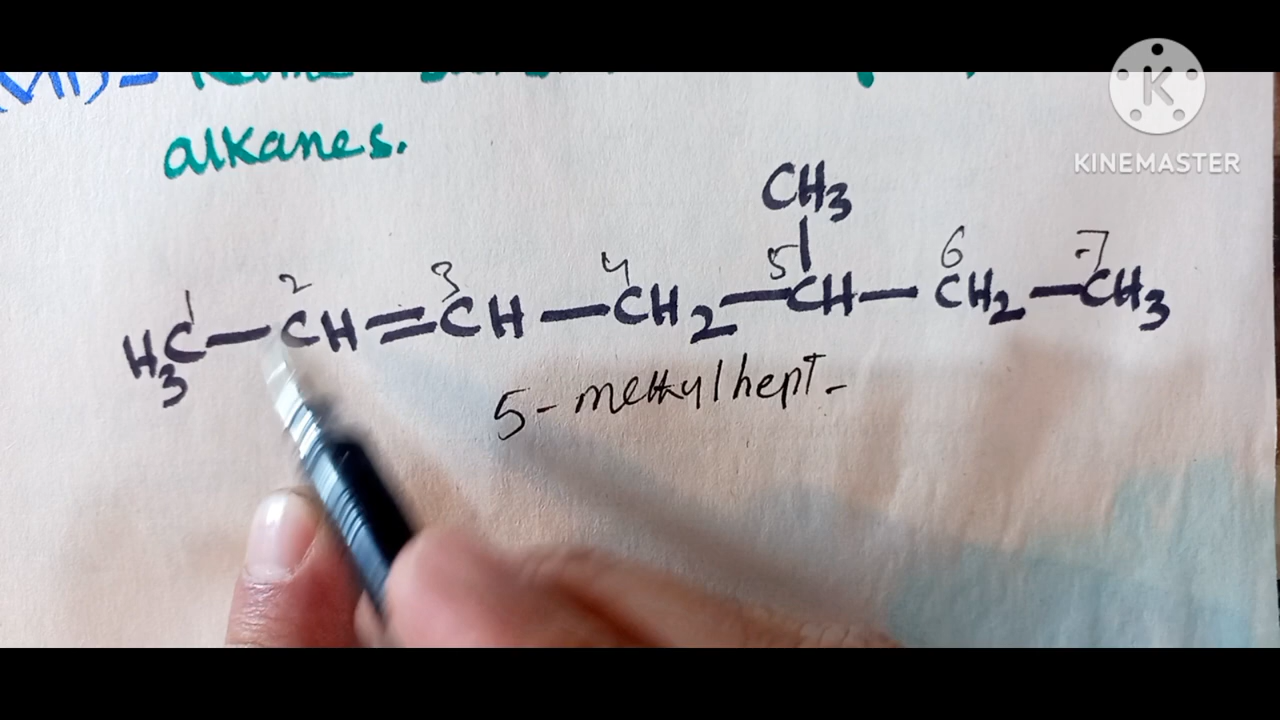 alkanes.
KINEMASTER
CH3
1 2 3 4 5 6 7
H3C—CH=CH—CH2—CH—CH2—CH3
5-methylhept-